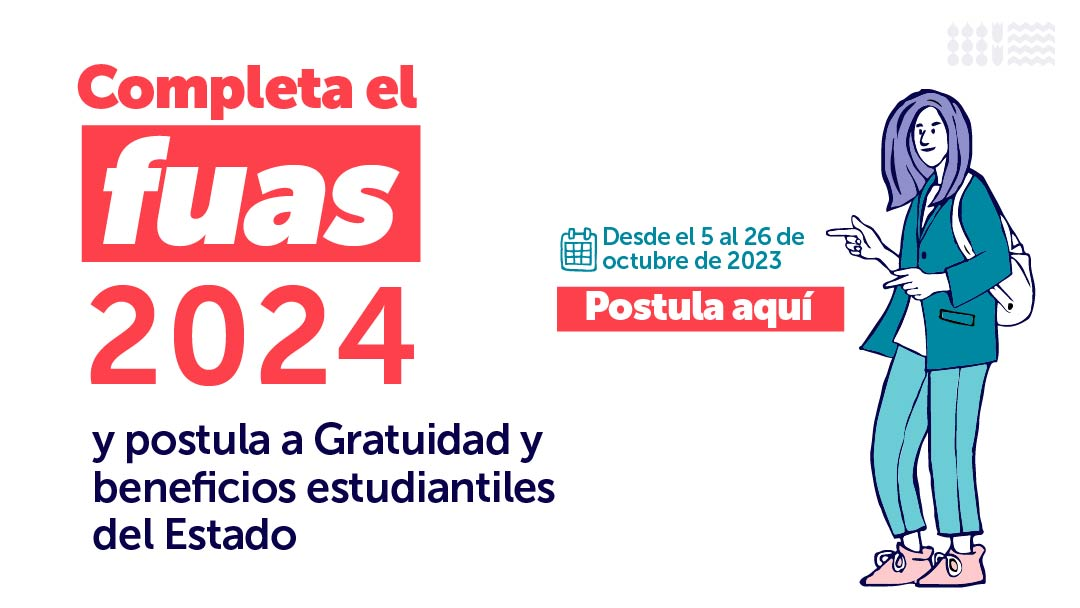 Completa el
fuas
2024
y postula a Gratuidad y
beneficios estudiantiles
del Estado
Desde el 5 al 26 de
octubre de 2023
Postula aquí